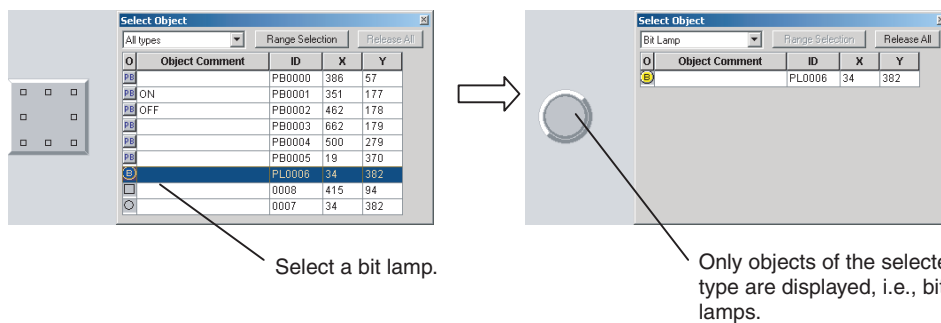 Select Object
All types Range Selection Release All
O Object Comment ID X Y
PB PB0000 386 57
PB ON PB0001 351 177
PB OFF PB0002 462 178
PB PB0003 662 179
PB PB0004 500 279
PB PB0005 19 370
B PL0006 34 382
0008 415 94
0007 34 382
Select a bit lamp.
Select Object
Bit Lamp Range Selection Release All
O Object Comment ID X Y
B PL0006 34 382
Only objects of the selecte
type are displayed, i.e., bit
lamps.